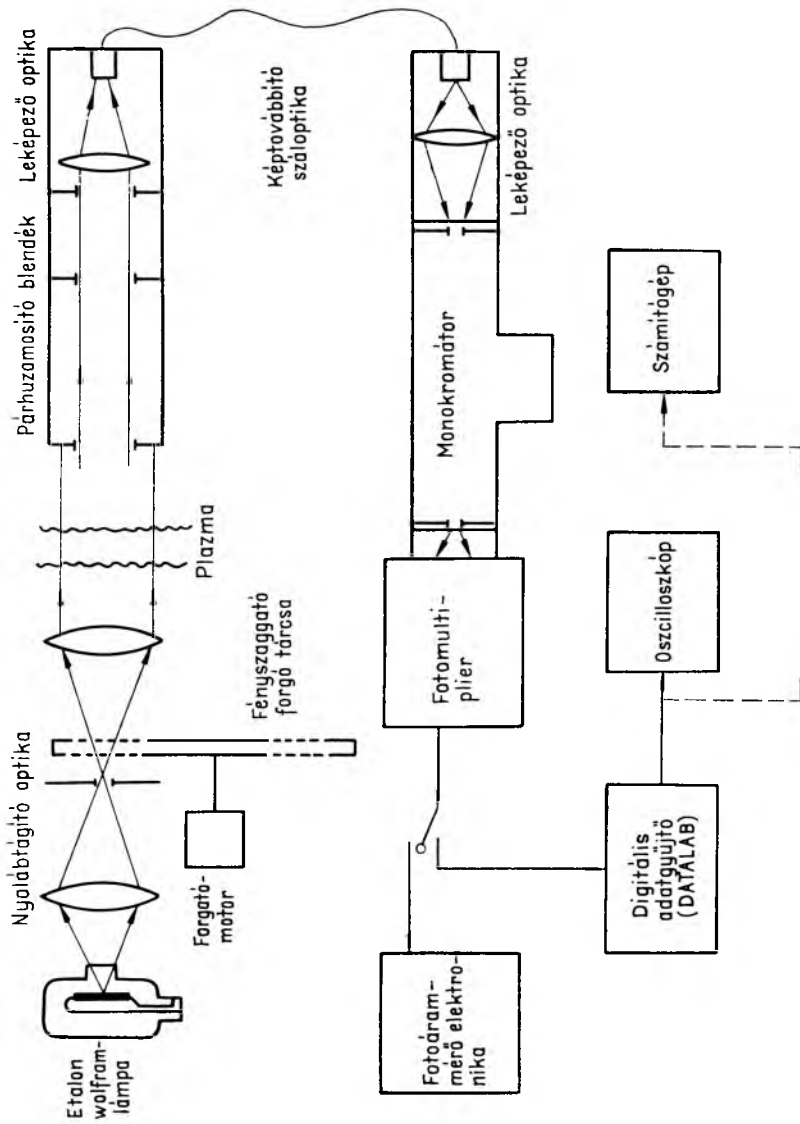 Etalon
wolfram-
lámpa
Nyalábtágító optika
Forgató-
motor
Fényszaggató
forgó tárcsa
Plazma
Párhuzamosító blendék
Leképező optika
Képtovábbító
száloptika
Leképező optika
Monokromátor
Fotomulti-
plier
Fotoáram-
mérő elektro-
nika
Digitális
adatgyűjtő
(DATALAB)
Oszcilloszkóp
Számítógép